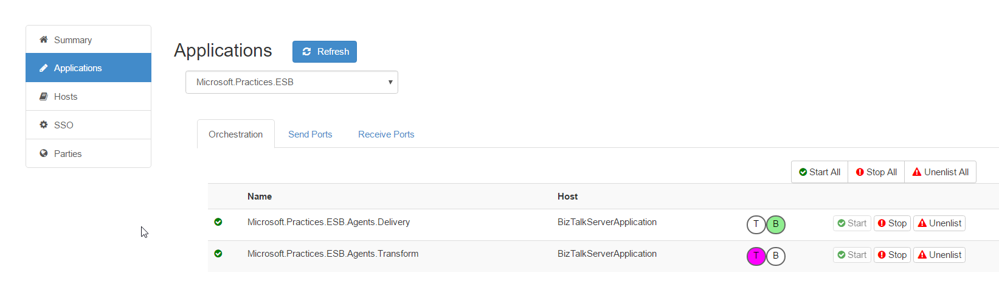 Summary
Applications
Hosts
SSO
Parties
Applications Refresh
Microsoft.Practices.ESB
Orchestration Send Ports Receive Ports
Start All Stop All Unenlist All
Name Host
Microsoft.Practices.ESB.Agents.Delivery BizTalkServerApplication T B Start Stop Unenlist
Microsoft.Practices.ESB.Agents.Transform BizTalkServerApplication T B Start Stop Unenlist